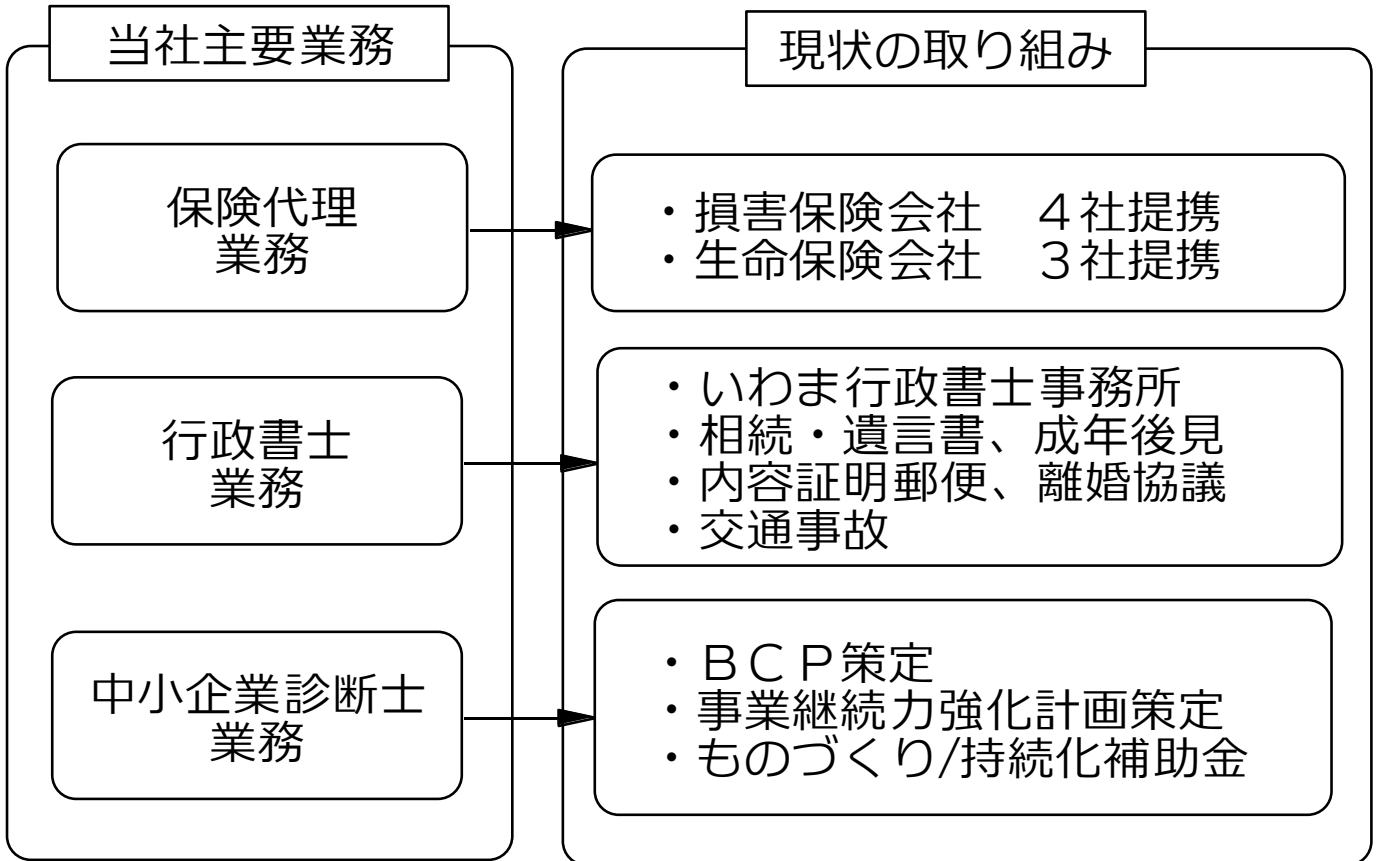 当社主要業務
現状の取り組み
保険代理
業務
・損害保険会社　４社提携
・生命保険会社　３社提携
行政書士
業務
・いわま行政書士事務所
・相続・遺言書、成年後見
・内容証明郵便、離婚協議
・交通事故
中小企業診断士
業務
・ＢＣＰ策定
・事業継続力強化計画策定
・ものづくり/持続化補助金